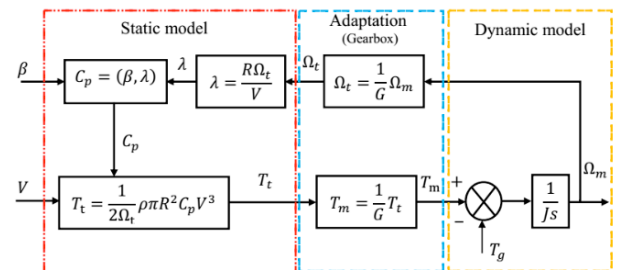 Static model
Adaptation
(Gearbox)
Dynamic model
β
C_p = (β, λ)
λ
λ = RΩ_t / V
Ω_t
Ω_t = 1/G Ω_m
C_p
V
T_t = 1/(2Ω_t) ρπR²C_pV³
T_t
T_m = 1/G T_t
T_m
+
−
T_g
1/Js
Ω_m